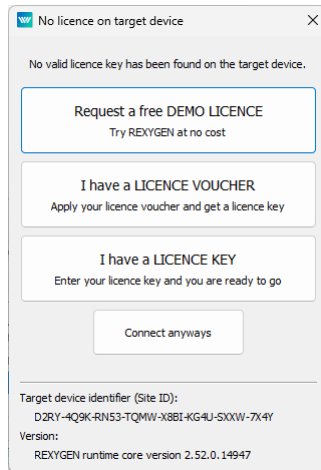 No licence on target device
No valid licence key has been found on the target device.
Request a free DEMO LICENCE
Try REXYGEN at no cost
I have a LICENCE VOUCHER
Apply your licence voucher and get a licence key
I have a LICENCE KEY
Enter your licence key and you are ready to go
Connect anyways
Target device identifier (Site ID):
D2RY-4Q9K-RN53-TQMW-X8BI-KG4U-SXXW-7X4Y
Version:
REXYGEN runtime core version 2.52.0.14947